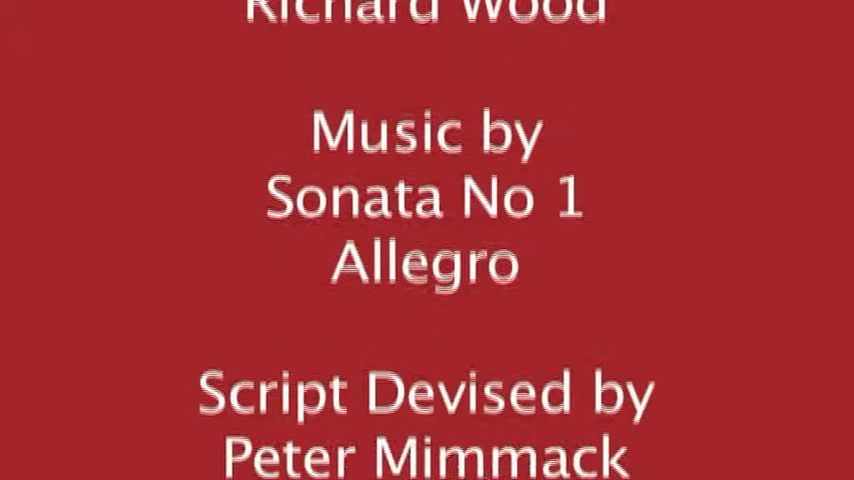 Richard Wood
Music by
Sonata No 1
Allegro
Script Devised by
Peter Mimmack